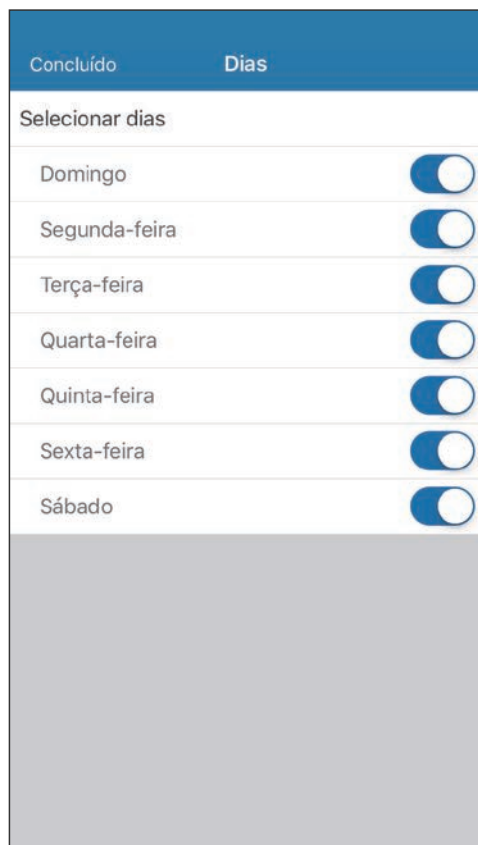 Concluído Dias
Selecionar dias
Domingo
Segunda-feira
Terça-feira
Quarta-feira
Quinta-feira
Sexta-feira
Sábado